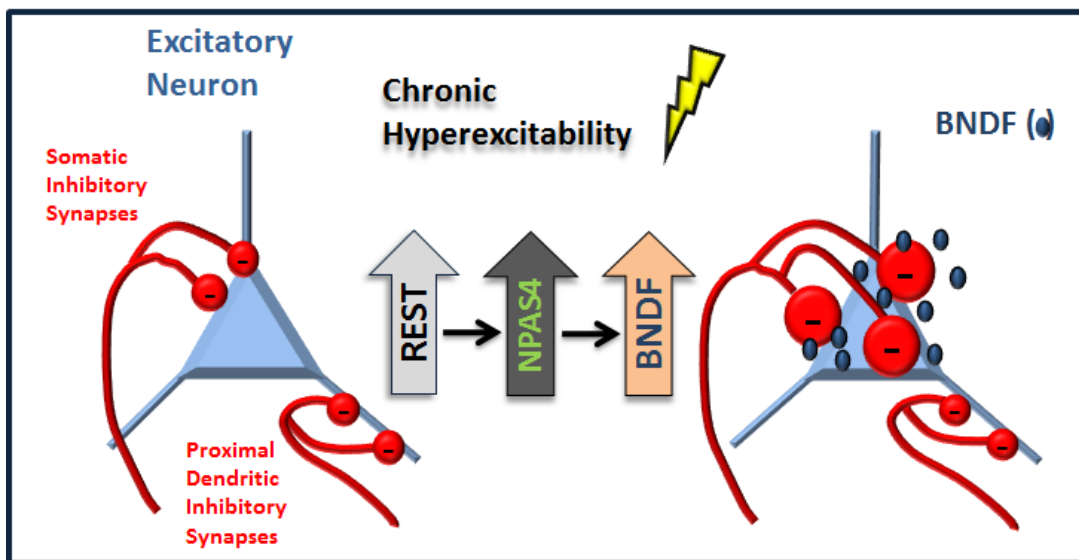 Excitatory
Neuron
Chronic
Hyperexcitability
BNDF ( )
Somatic
Inhibitory
Synapses
-
-
REST
NPAS4
BNDF
-
-
-
Proximal
Dendritic
Inhibitory
Synapses
-
-
-
-